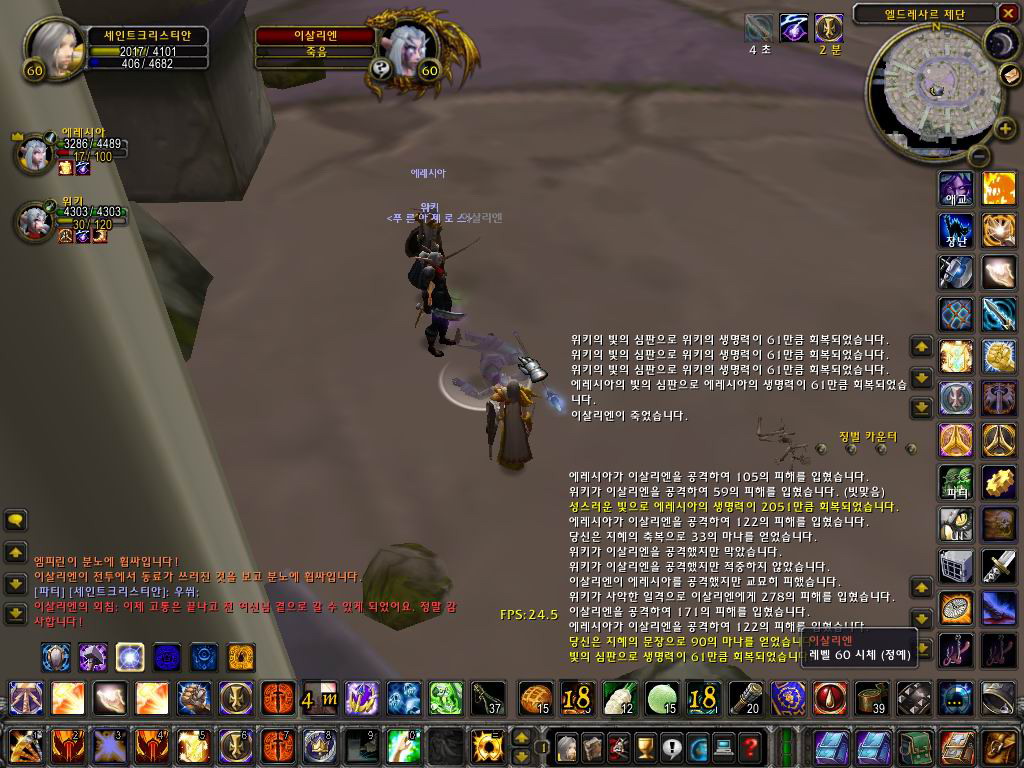 세인트크리스티안
2017 / 4101
406 / 4682
60
이살리엔
죽음
60
4 초
2 분
엘드레사르 제단
N
에레시아
3286 / 4489
17 / 100
위키
4303 / 4303
30 / 120
에레시아
위키
이살리엔
애교
장난
파티
위키의 빛의 심판으로 위키의 생명력이 61만큼 회복되었습니다.
위키의 빛의 심판으로 위키의 생명력이 61만큼 회복되었습니다.
위키의 빛의 심판으로 위키의 생명력이 61만큼 회복되었습니다.
에레시아의 빛의 심판으로 에레시아의 생명력이 61만큼 회복되었습
니다.
이살리엔이 죽었습니다.
징벌 카운터
에레시아가 이살리엔을 공격하여 105의 피해를 입혔습니다.
위키가 이살리엔을 공격하여 59의 피해를 입혔습니다. (빗맞음)
성스러운 빛으로 에레시아의 생명력이 2051만큼 회복되었습니다.
에레시아가 이살리엔을 공격하여 122의 피해를 입혔습니다.
당신은 지혜의 축복으로 33의 마나를 얻었습니다.
위키가 이살리엔을 공격했지만 막았습니다.
위키가 이살리엔을 공격했지만 적중하지 않았습니다.
이살리엔이 에레시아를 공격했지만 교묘히 피했습니다.
위키가 사악한 일격으로 이살리엔에게 278의 피해를 입혔습니다.
이살리엔을 공격하여 171의 피해를 입혔습니다.
에레시아가 이살리엔을 공격하여 122의 피해를 입혔습니다.
당신은 지혜의 문장으로 90의 마나를 얻었습니
빛의 심판으로 생명력이 61만큼 회복되었습니
이살리엔
레벨 60 시체 (정예)
엠피린이 분노에 휩싸입니다!
이살리엔이 전투에서 동료가 쓰러진 것을 보고 분노에 휩싸입니다.
[파티] [세인트크리스티안]: 우쒸;
이살리엔의 외침: 이제 고통은 끝나고 전 여신님 곁으로 갈 수 있게 되었어요. 정말 감
사합니다!
FPS:24.5
4 m
37
15
18
12
15
18
20
39
1 2 3 4 5 6 7 8 9 0 =